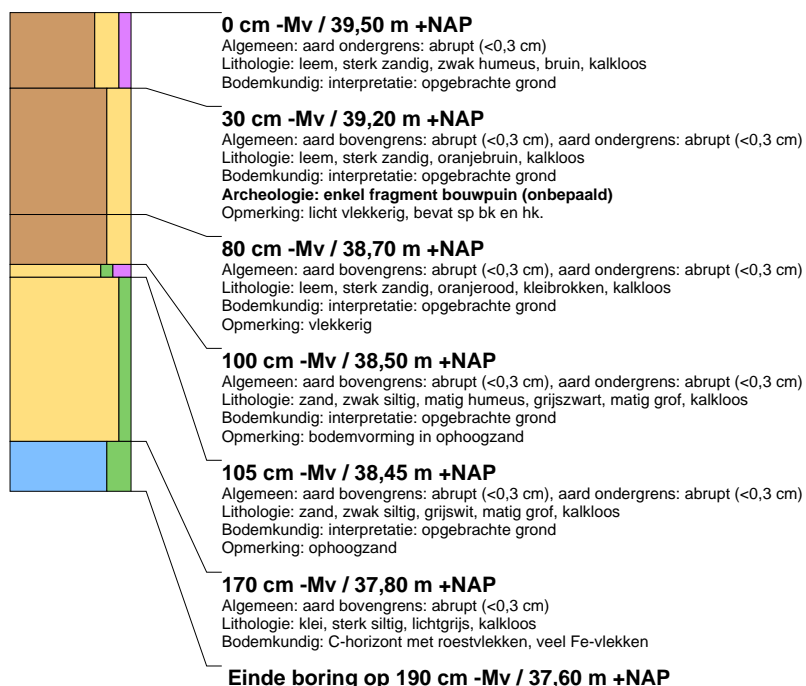 0 cm -Mv / 39,50 m +NAP
Algemeen: aard ondergrens: abrupt (<0,3 cm)
Lithologie: leem, sterk zandig, zwak humeus, bruin, kalkloos
Bodemkundig: interpretatie: opgebrachte grond
30 cm -Mv / 39,20 m +NAP
Algemeen: aard bovengrens: abrupt (<0,3 cm), aard ondergrens: abrupt (<0,3 cm)
Lithologie: leem, sterk zandig, oranjebruin, kalkloos
Bodemkundig: interpretatie: opgebrachte grond
Archeologie: enkel fragment bouwpuin (onbepaald)
Opmerking: licht vlekkerig, bevat sp bk en hk.
80 cm -Mv / 38,70 m +NAP
Algemeen: aard bovengrens: abrupt (<0,3 cm), aard ondergrens: abrupt (<0,3 cm)
Lithologie: leem, sterk zandig, oranjerood, kleibrokken, kalkloos
Bodemkundig: interpretatie: opgebrachte grond
Opmerking: vlekkerig
100 cm -Mv / 38,50 m +NAP
Algemeen: aard bovengrens: abrupt (<0,3 cm), aard ondergrens: abrupt (<0,3 cm)
Lithologie: zand, zwak siltig, matig humeus, grijszwart, matig grof, kalkloos
Bodemkundig: interpretatie: opgebrachte grond
Opmerking: bodemvorming in ophoogzand
105 cm -Mv / 38,45 m +NAP
Algemeen: aard bovengrens: abrupt (<0,3 cm), aard ondergrens: abrupt (<0,3 cm)
Lithologie: zand, zwak siltig, grijswit, matig grof, kalkloos
Bodemkundig: interpretatie: opgebrachte grond
Opmerking: ophoogzand
170 cm -Mv / 37,80 m +NAP
Algemeen: aard bovengrens: abrupt (<0,3 cm)
Lithologie: klei, sterk siltig, lichtgrijs, kalkloos
Bodemkundig: C-horizont met roestvlekken, veel Fe-vlekken
Einde boring op 190 cm -Mv / 37,60 m +NAP